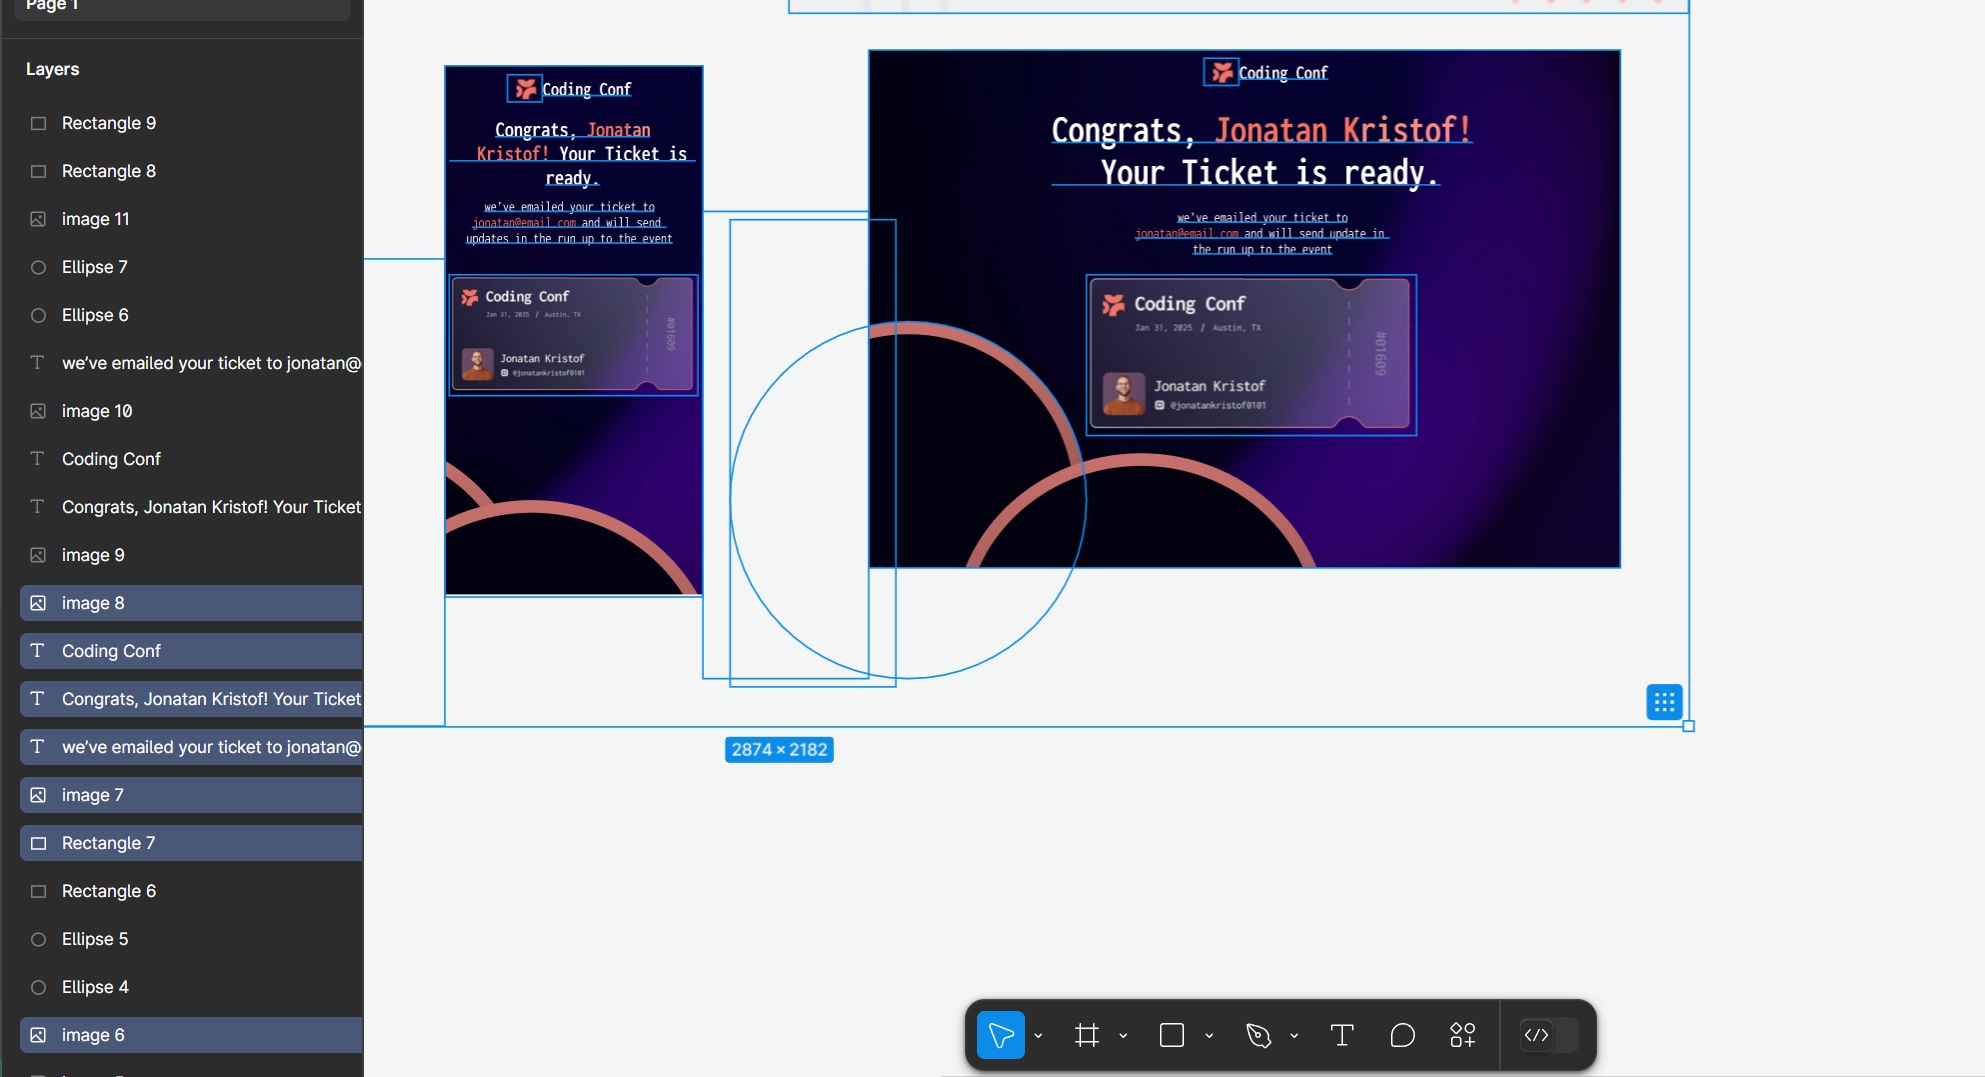 Page 1
Layers
Rectangle 9
Rectangle 8
image 11
Ellipse 7
Ellipse 6
we've emailed your ticket to jonatan@
image 10
Coding Conf
Congrats, Jonatan Kristof! Your Ticket
image 9
image 8
Coding Conf
Congrats, Jonatan Kristof! Your Ticket
we've emailed your ticket to jonatan@
image 7
Rectangle 7
Rectangle 6
Ellipse 5
Ellipse 4
image 6
Coding Conf
Congrats, Jonatan
Kristof! Your Ticket is
ready.
we've emailed your ticket to
jonatan@email.com and will send
updates in the run up to the event
Coding Conf
Jan 31, 2025 / Austin, TX
#01609
Jonatan Kristof
@jonatankristof0101
Coding Conf
Congrats, Jonatan Kristof!
Your Ticket is ready.
we've emailed your ticket to
jonatan@email.com and will send update in
the run up to the event
Coding Conf
Jan 31, 2025 / Austin, TX
#01609
Jonatan Kristof
@jonatankristof0101
2874 × 2182